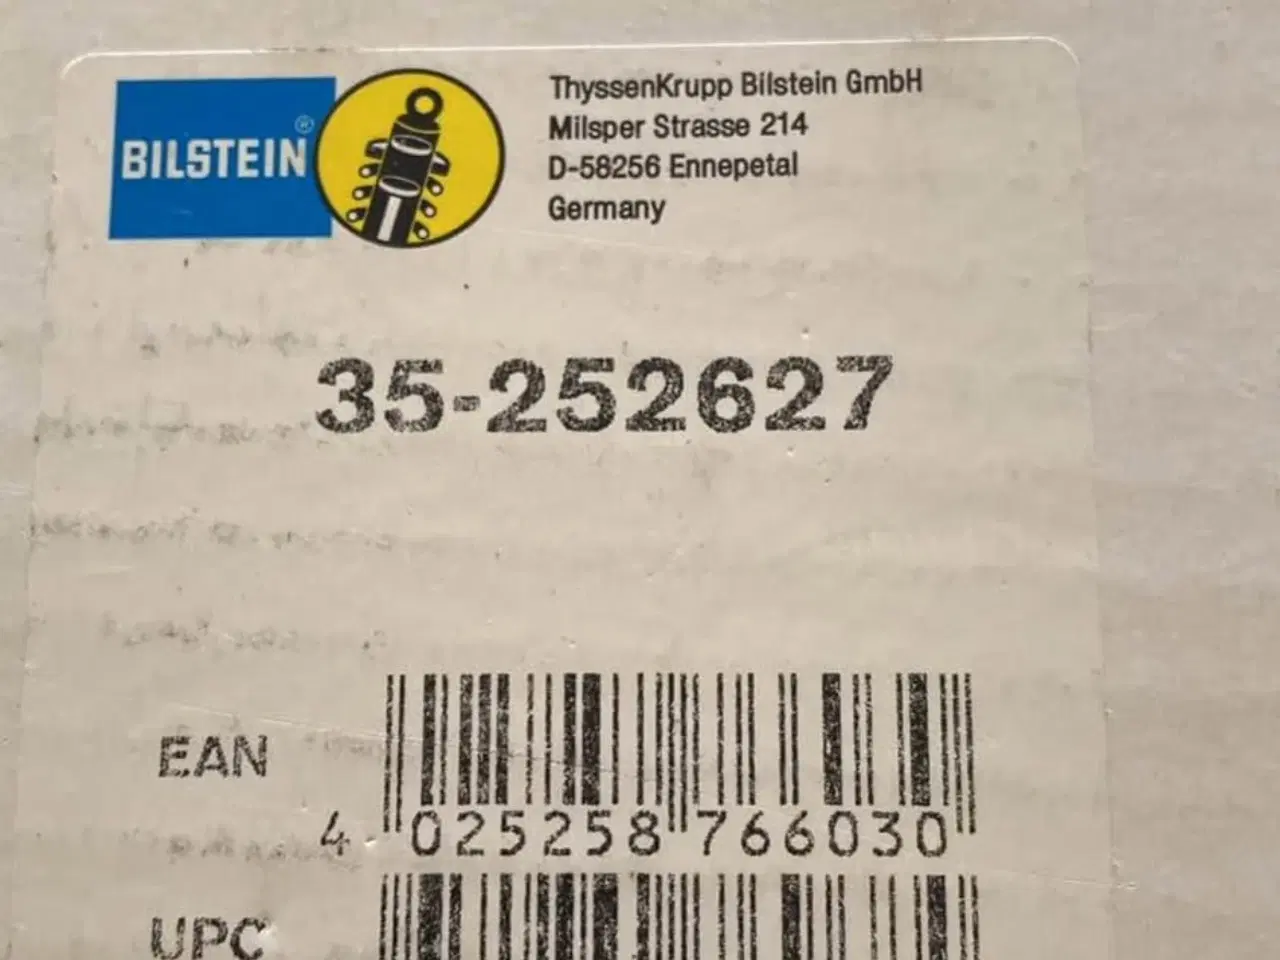 BILSTEIN®
ThyssenKrupp Bilstein GmbH
Milsper Strasse 214
D-58256 Ennepetal
Germany
35-252627
EAN
4 025258 766030
UPC